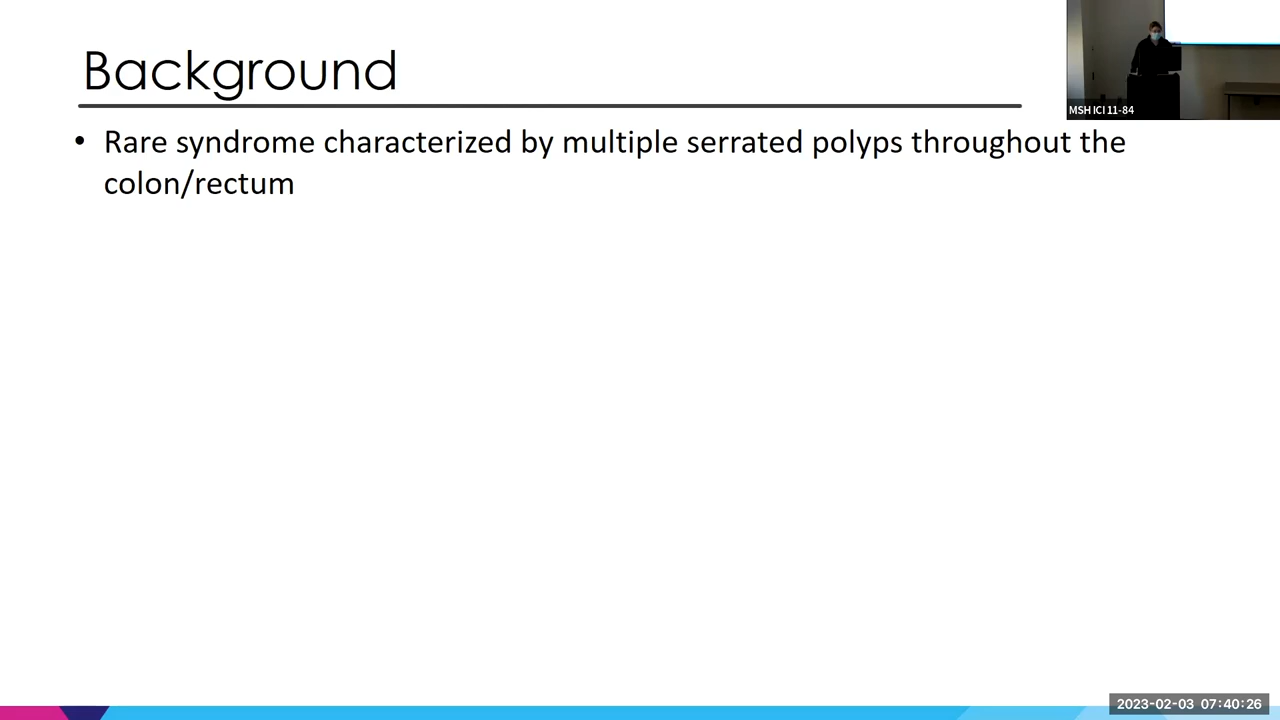 Background
MSH ICI 11-84
• Rare syndrome characterized by multiple serrated polyps throughout the
colon/rectum
2023-02-03 07:40:26